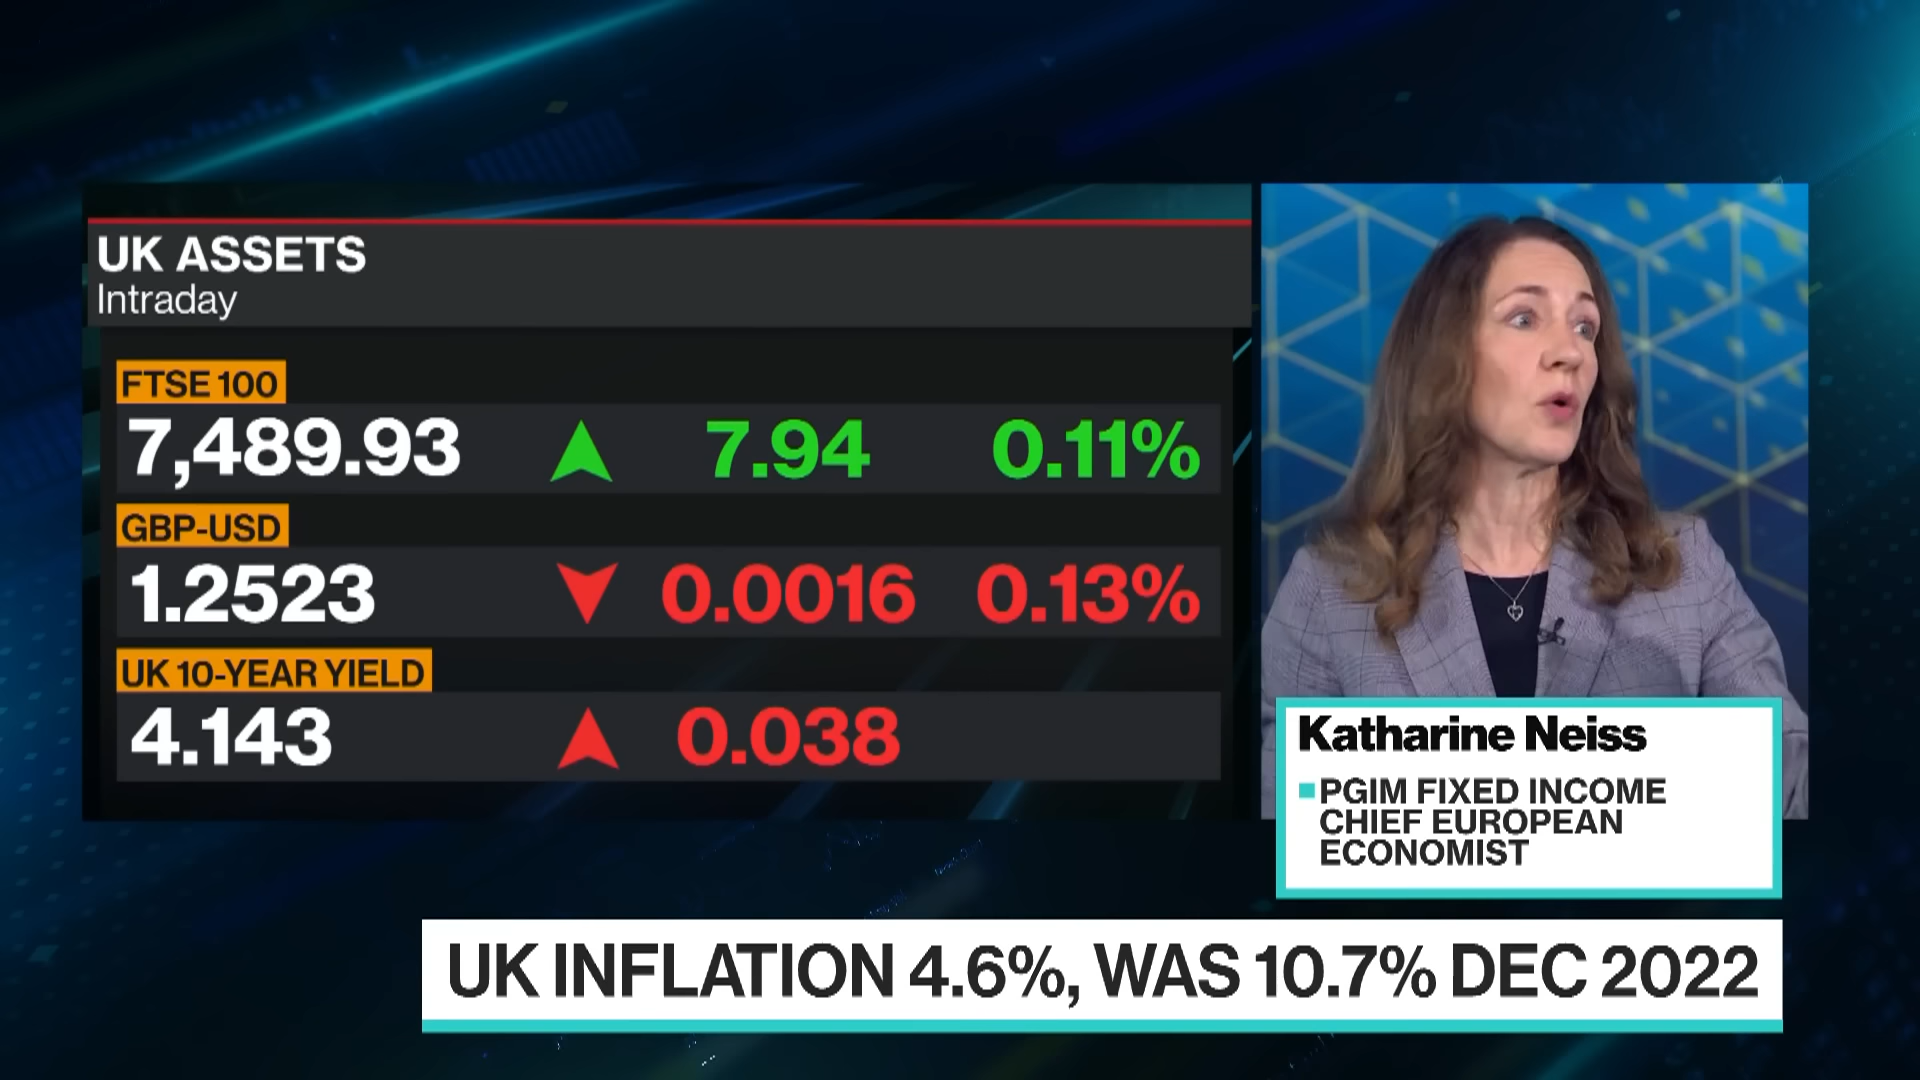 UK ASSETS
Intraday
FTSE 100
7,489.93 ▲ 7.94 0.11%
GBP-USD
1.2523 ▼ 0.0016 0.13%
UK 10-YEAR YIELD
4.143 ▲ 0.038
Katharine Neiss
PGIM FIXED INCOME
CHIEF EUROPEAN
ECONOMIST
UK INFLATION 4.6%, WAS 10.7% DEC 2022